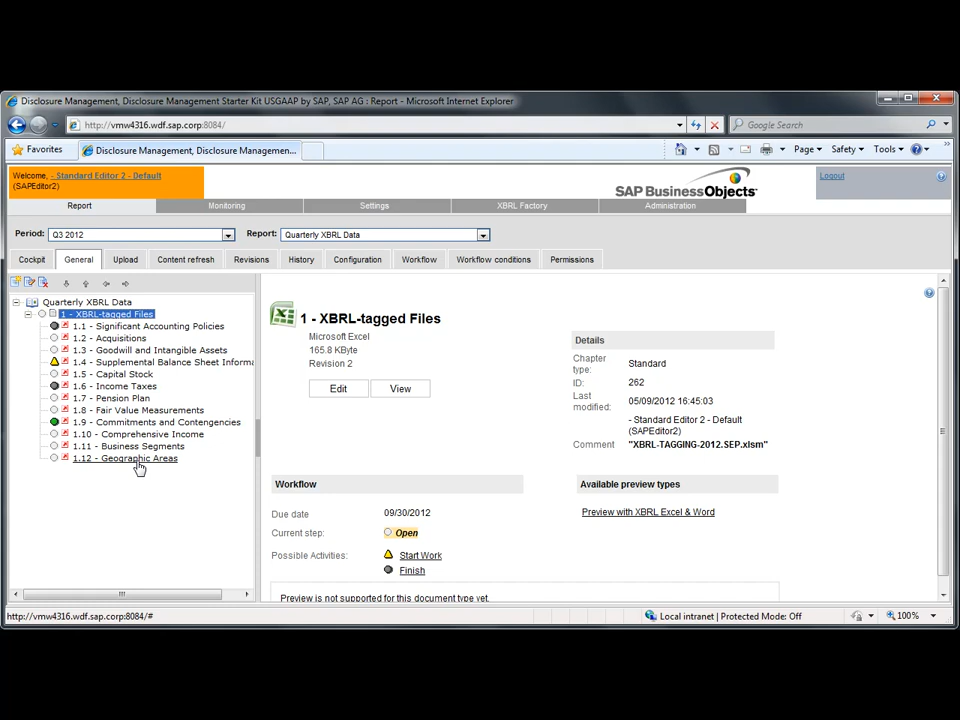 Disclosure Management, Disclosure Management Starter Kit USGAAP by SAP, SAP AG : Report - Microsoft Internet Explorer
http://vmw4316.wdf.sap.corp:8084/
Google Search
Favorites
Disclosure Management, Disclosure Managemen...
Page
Safety
Tools
Welcome, - Standard Editor 2 - Default
(SAPEditor2)
SAP BusinessObjects
Logout
Report
Monitoring
Settings
XBRL Factory
Administration
Period:
Q3 2012
Report:
Quarterly XBRL Data
Cockpit
General
Upload
Content refresh
Revisions
History
Configuration
Workflow
Workflow conditions
Permissions
Quarterly XBRL Data
1 - XBRL-tagged Files
1.1 - Significant Accounting Policies
1.2 - Acquisitions
1.3 - Goodwill and Intangible Assets
1.4 - Supplemental Balance Sheet Informa
1.5 - Capital Stock
1.6 - Income Taxes
1.7 - Pension Plan
1.8 - Fair Value Measurements
1.9 - Commitments and Contengencies
1.10 - Comprehensive Income
1.11 - Business Segments
1.12 - Geographic Areas
1 - XBRL-tagged Files
Microsoft Excel
165.8 KByte
Revision 2
Edit
View
Details
Chapter type:
Standard
ID:
262
Last modified:
05/09/2012 16:45:03
- Standard Editor 2 - Default
(SAPEditor2)
Comment
"XBRL-TAGGING-2012.SEP.xlsm"
Workflow
Due date
09/30/2012
Current step:
Open
Possible Activities:
Start Work
Finish
Available preview types
Preview with XBRL Excel & Word
Preview is not supported for this document type yet.
http://vmw4316.wdf.sap.corp:8084/#
Local intranet | Protected Mode: Off
100%